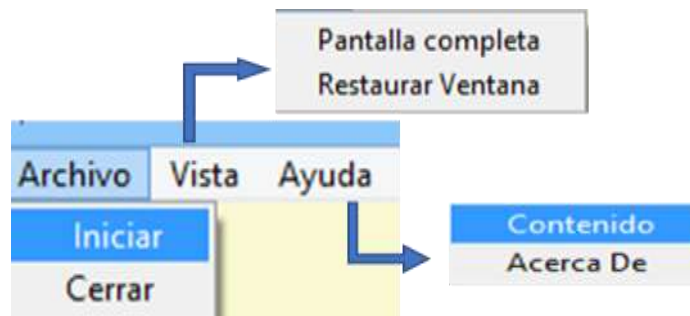 Pantalla completa
Restaurar Ventana
Archivo Vista Ayuda
Iniciar
Cerrar
Contenido
Acerca De